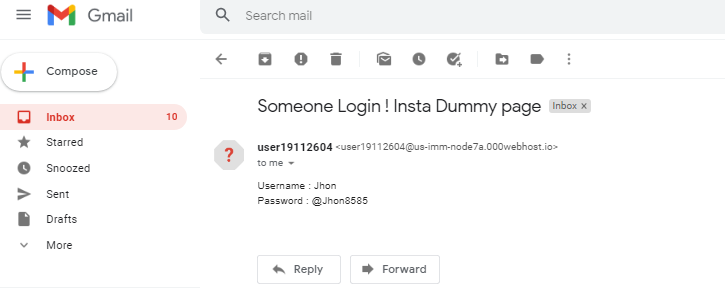 Gmail
Search mail
Compose
Inbox 10
Starred
Snoozed
Sent
Drafts
More
Someone Login ! Insta Dummy page Inbox x
?
user19112604 <user19112604@us-imm-node7a.000webhost.io>
to me
Username : Jhon
Password : @Jhon8585
Reply Forward